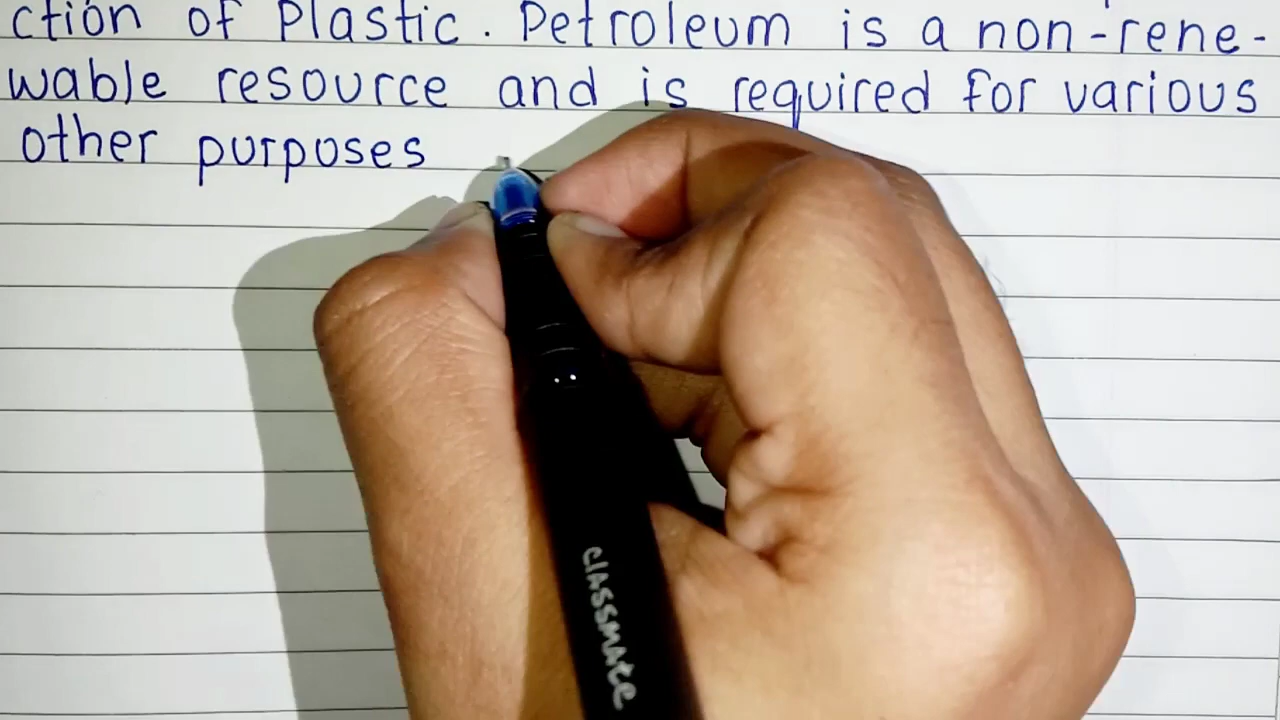 ction of Plastic. Petroleum is a non-rene-
wable resource and is required for various
other purposes
classmate